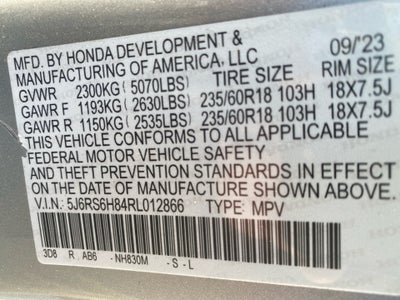 MFD. BY HONDA DEVELOPMENT & 09/'23
MANUFACTURING OF AMERICA, LLC
GVWR 2300KG (5070LBS) TIRE SIZE RIM SIZE
GAWR F 1193KG (2630LBS) 235/60R18 103H 18X7.5J
GAWR R 1150KG (2535LBS) 235/60R18 103H 18X7.5J
THIS VEHICLE CONFORMS TO ALL APPLICABLE
FEDERAL MOTOR VEHICLE SAFETY
AND THEFT PREVENTION STANDARDS IN EFFECT
ON THE DATE OF MANUFACTURE SHOWN ABOVE.
V.I.N.: 5J6RS6H84RL012866 TYPE: MPV
3D8 R AB6 -NH830M -S-L